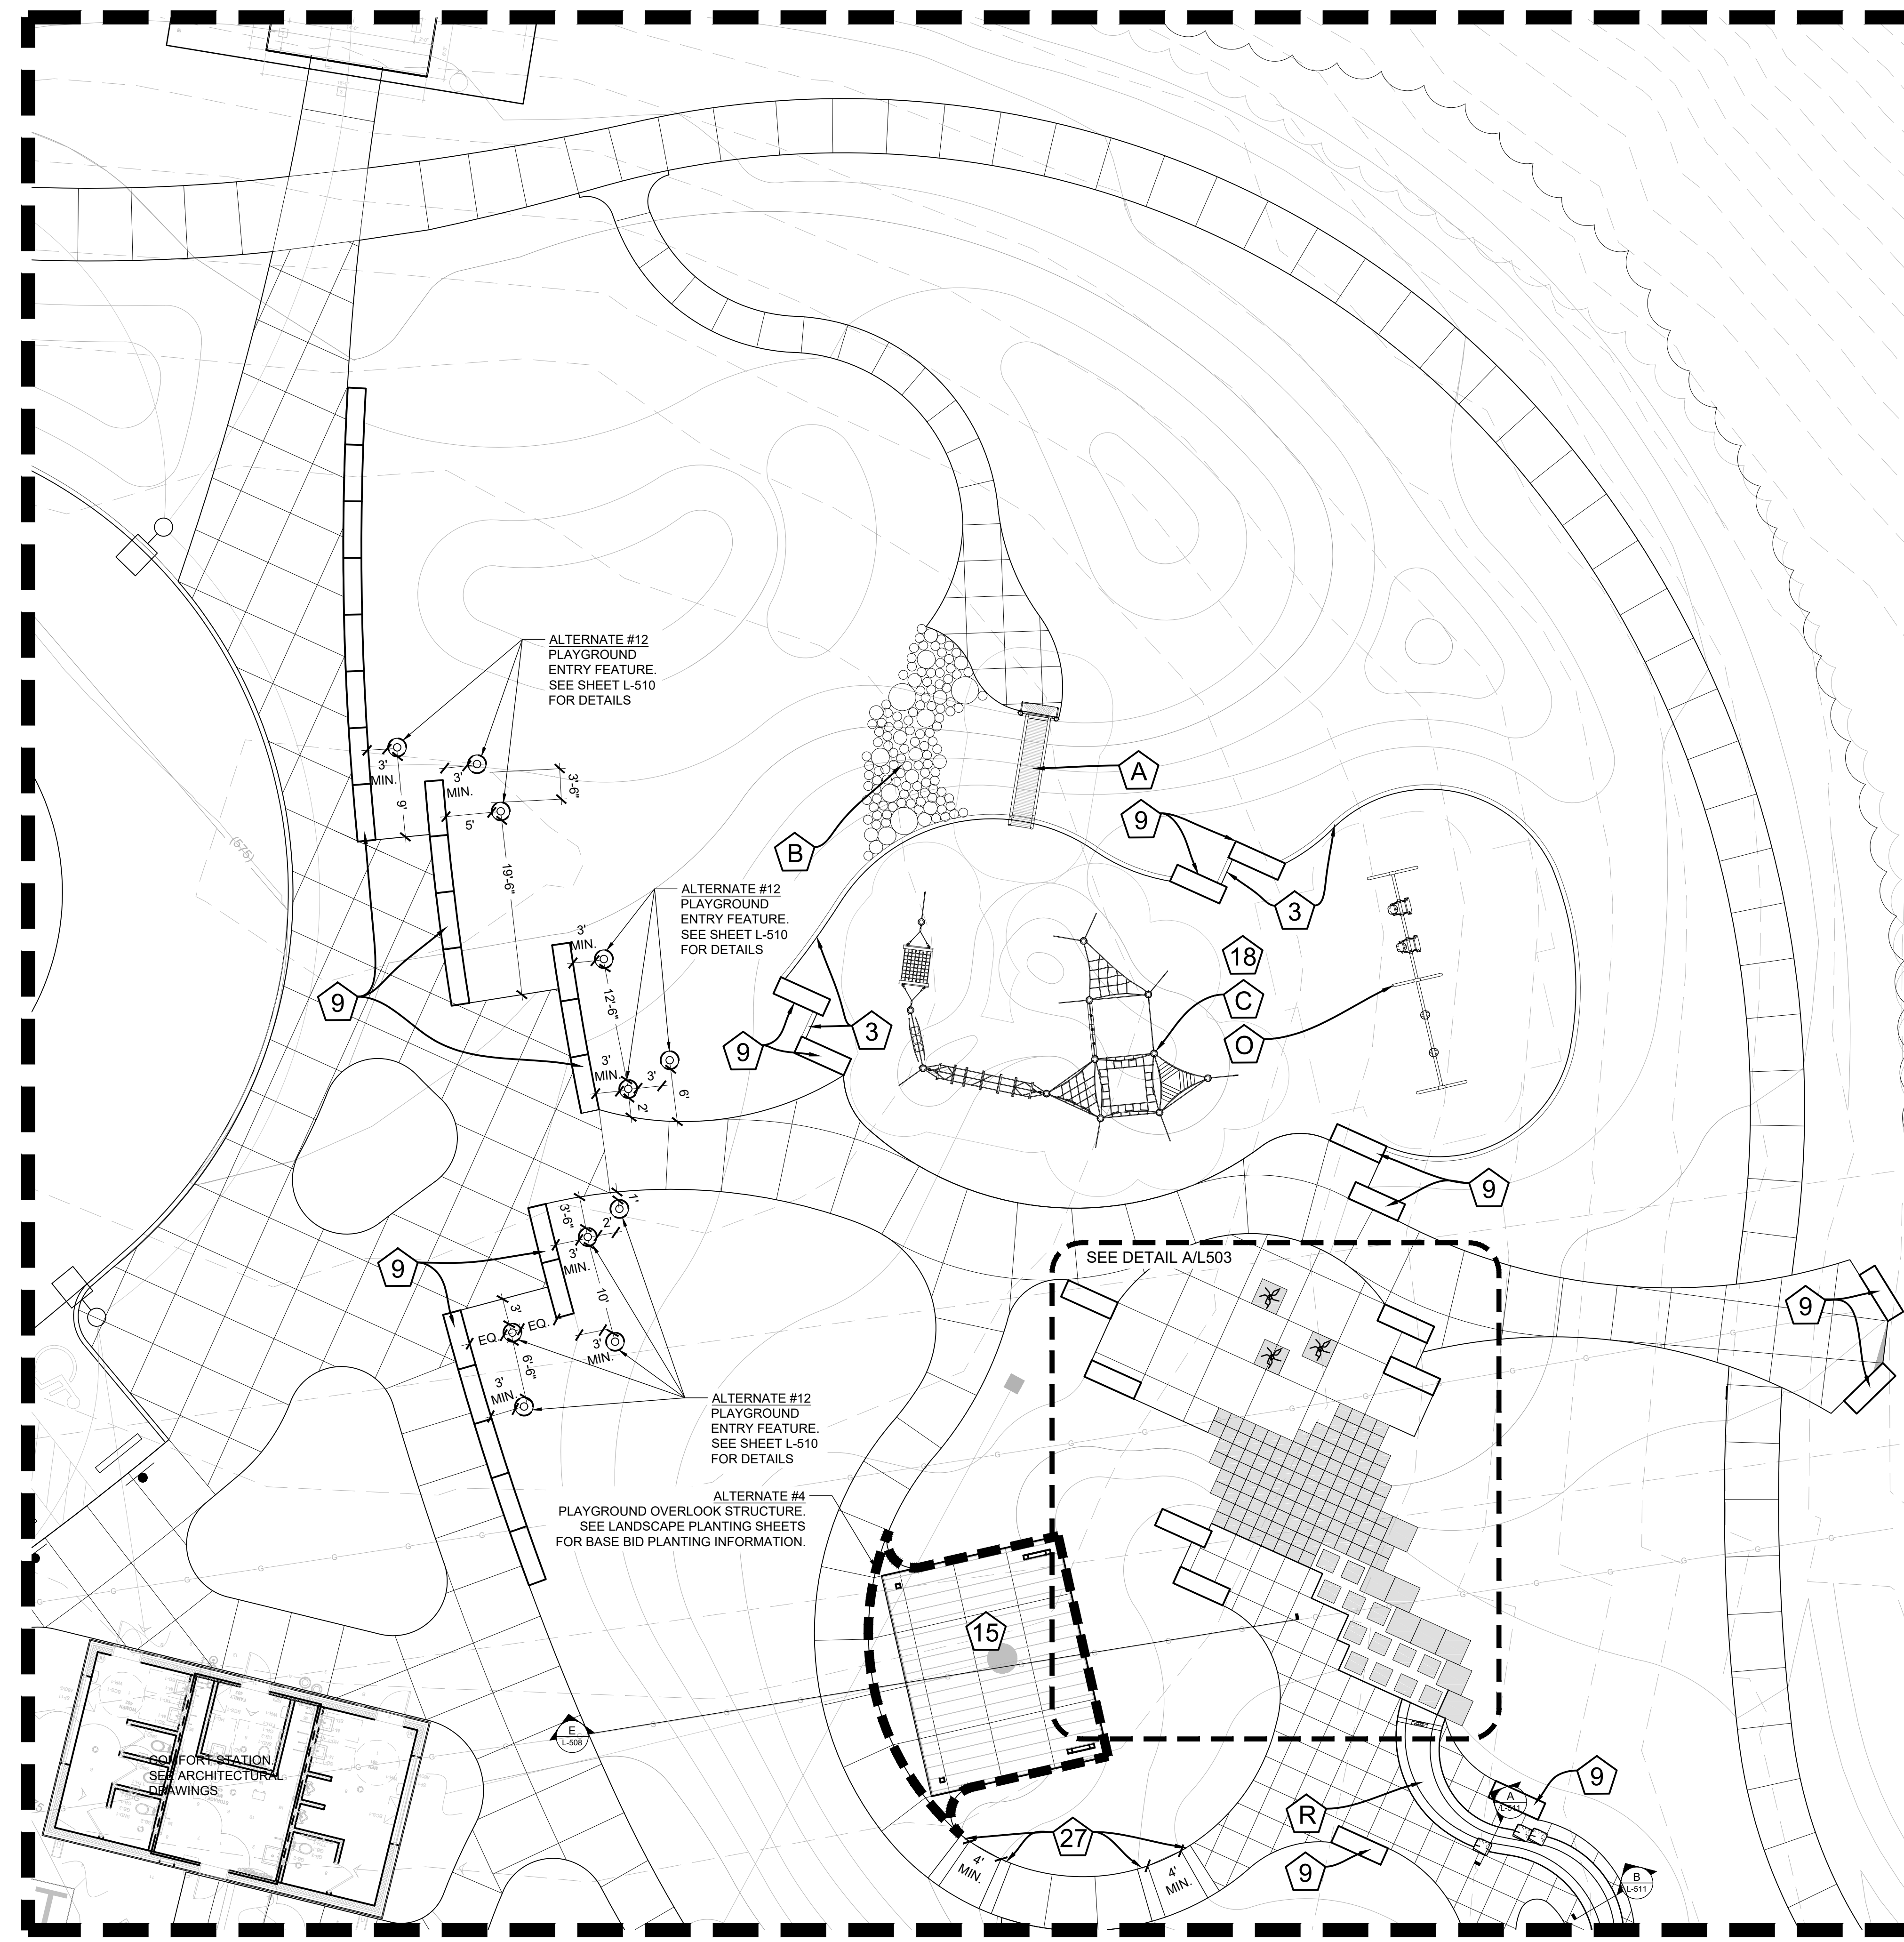 ALTERNATE #12
PLAYGROUND
ENTRY FEATURE.
SEE SHEET L-510
FOR DETAILS
3'
MIN.
9'
3'
MIN.
5'
3'-6"
19'-6"
(675)
A
B
9
3
ALTERNATE #12
PLAYGROUND
ENTRY FEATURE.
SEE SHEET L-510
FOR DETAILS
3'
MIN.
12'-6"
3'
MIN.
3'
6'
2'
9
9
3
18
C
O
9
9
9
3'-6"
1'
2'
3'
MIN.
10'
3'
EQ.
EQ.
6'-6"
3'
MIN.
3'
MIN.
SEE DETAIL A/L503
ALTERNATE #12
PLAYGROUND
ENTRY FEATURE.
SEE SHEET L-510
FOR DETAILS
ALTERNATE #4
PLAYGROUND OVERLOOK STRUCTURE.
SEE LANDSCAPE PLANTING SHEETS
FOR BASE BID PLANTING INFORMATION.
15
E
L-508
COMFORT STATION,
SEE ARCHITECTURAL
DRAWINGS
27
4'
MIN.
4'
MIN.
R
9
9
A
L-511
B
L-511
G
G
G
G
G
G
G
G
G
G
G
G